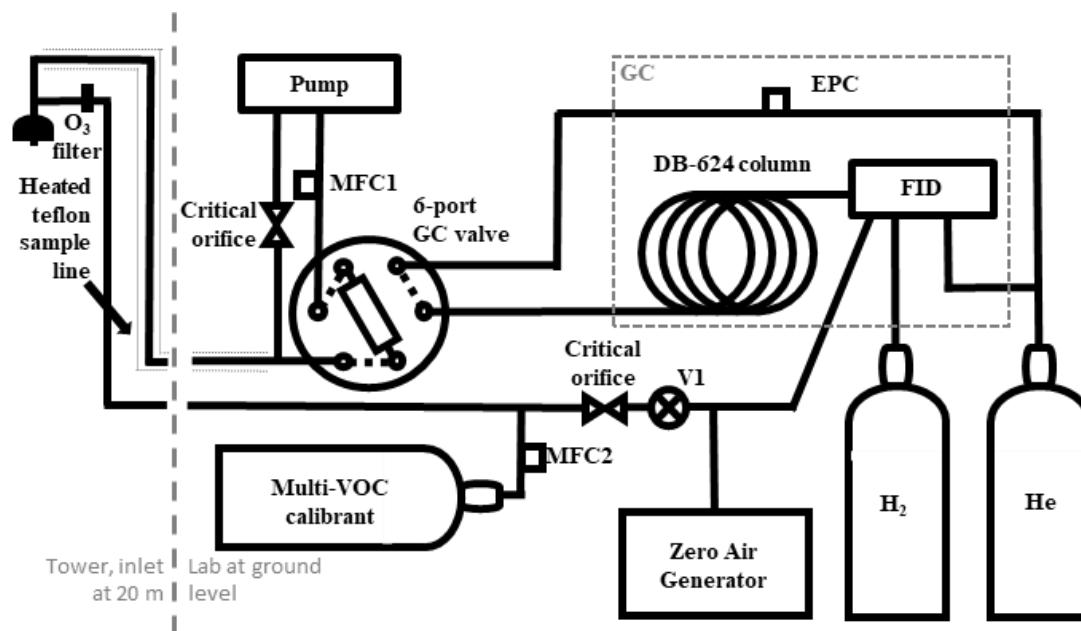 GC
Pump
EPC
O₃
filter
MFC1
DB-624 column
FID
Heated
teflon
sample
line
Critical
orifice
6-port
GC valve
Critical
orifice
V1
MFC2
Multi-VOC
calibrant
H₂
He
Zero Air
Generator
Tower, inlet
at 20 m
Lab at ground
level